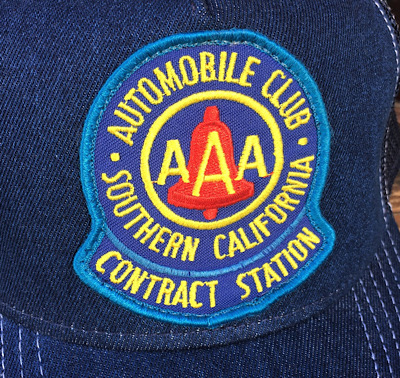 AUTOMOBILE CLUB
AAA
• SOUTHERN CALIFORNIA •
CONTRACT STATION